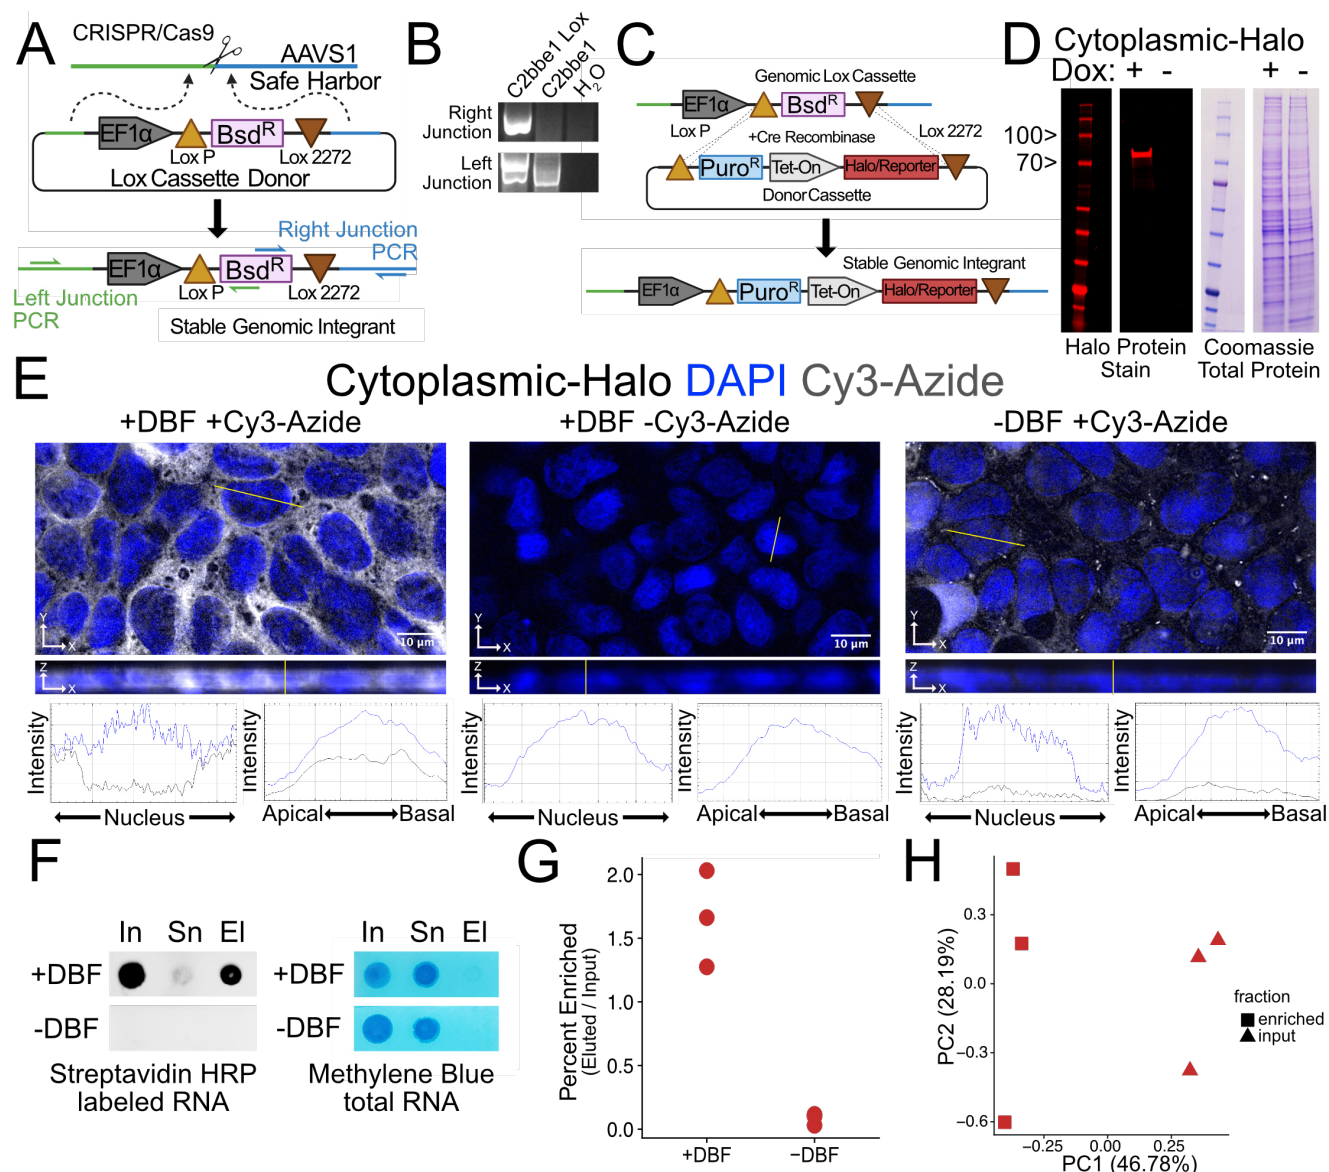 A
CRISPR/Cas9
AAVS1
Safe Harbor
EF1α
BsdR
Lox P
Lox 2272
Lox Cassette Donor
Right Junction
PCR
EF1α
BsdR
Lox P
Lox 2272
Left Junction
PCR
Stable Genomic Integrant
B
C2bbe1 Lox
C2bbe1
H2O
Right
Junction
Left
Junction
C
Genomic Lox Cassette
EF1α
BsdR
Lox P
Lox 2272
+Cre Recombinase
PuroR
Tet-On
Halo/Reporter
Donor Cassette
Stable Genomic Integrant
EF1α
PuroR
Tet-On
Halo/Reporter
D
Cytoplasmic-Halo
Dox: + - + -
100>
70>
Halo Protein
Stain
Coomassie
Total Protein
E
Cytoplasmic-Halo DAPI Cy3-Azide
+DBF +Cy3-Azide
+DBF -Cy3-Azide
-DBF +Cy3-Azide
Y
X
10 µm
Y
X
10 µm
Y
X
10 µm
Z
X
Z
X
Z
X
Intensity
Nucleus
Intensity
Apical
Basal
Intensity
Nucleus
Intensity
Apical
Basal
Intensity
Nucleus
Intensity
Apical
Basal
F
In Sn El
+DBF
-DBF
Streptavidin HRP
labeled RNA
In Sn El
+DBF
-DBF
Methylene Blue
total RNA
G
Percent Enriched
(Eluted / Input)
2.0
1.5
1.0
0.5
0.0
+DBF
−DBF
H
PC2 (28.19%)
0.3
0.0
−0.3
−0.6
−0.25
0.00
0.25
PC1 (46.78%)
fraction
enriched
input